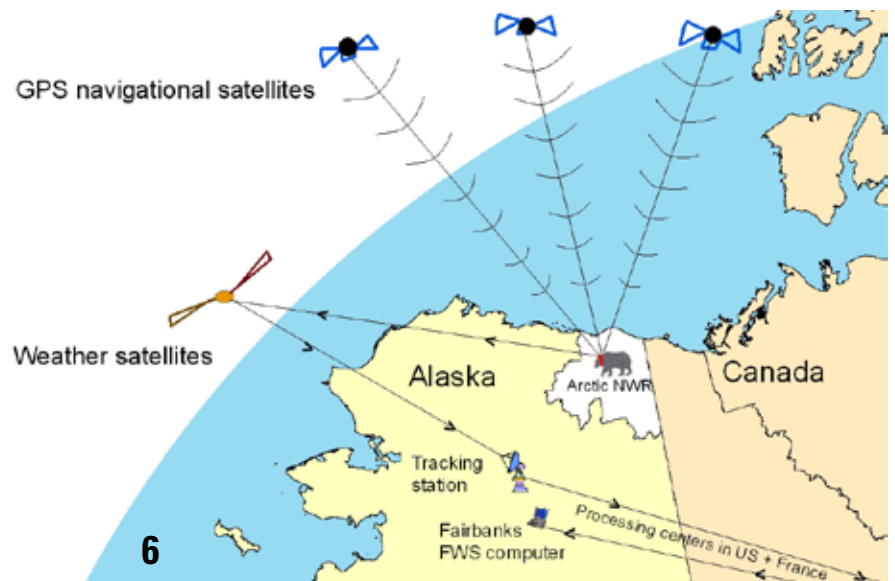 GPS navigational satellites
Weather satellites
Alaska
Arctic NWR
Canada
Tracking
station
Processing centers in US + France
Fairbanks
FWS computer
6